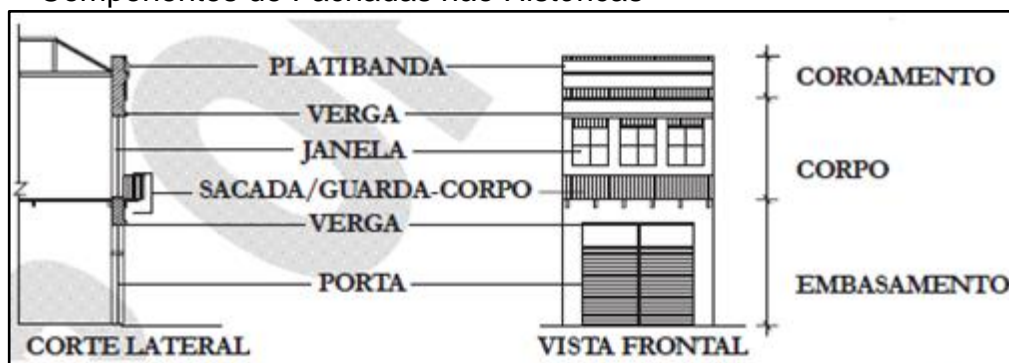 Componentes de Fachadas não Históricas
PLATIBANDA
COROAMENTO
VERGA
JANELA
CORPO
SACADA/GUARDA-CORPO
VERGA
PORTA
EMBASAMENTO
CORTE LATERAL
VISTA FRONTAL